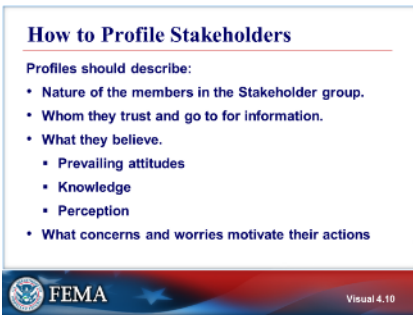 How to Profile Stakeholders
Profiles should describe:
• Nature of the members in the Stakeholder group.
• Whom they trust and go to for information.
• What they believe.
▪ Prevailing attitudes
▪ Knowledge
▪ Perception
• What concerns and worries motivate their actions
FEMA
Visual 4.10